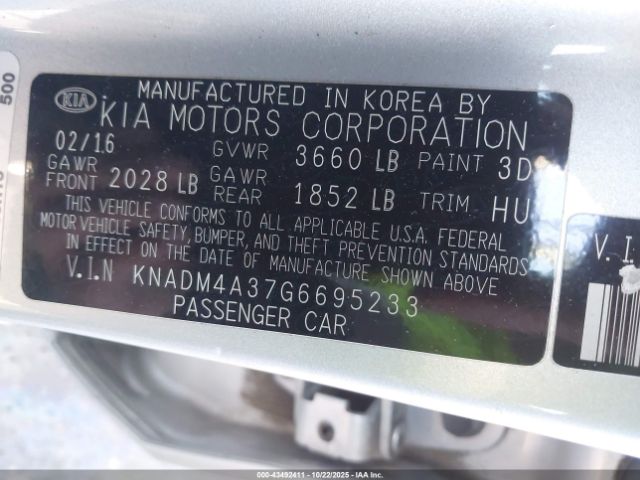 MANUFACTURED IN KOREA BY
KIA KIA MOTORS CORPORATION
02/16 GVWR 3660 LB PAINT 3D
GAWR FRONT 2028 LB GAWR REAR 1852 LB TRIM HU
THIS VEHICLE CONFORMS TO ALL APPLICABLE U.S.A. FEDERAL
MOTOR VEHICLE SAFETY, BUMPER, AND THEFT PREVENTION STANDARDS
IN EFFECT ON THE DATE OF MANUFACTURE SHOWN ABOVE
V.I.N KNADM4A37G6695233
PASSENGER CAR
500
V.I
000-43492411 - 10/22/2025 - IAA Inc.